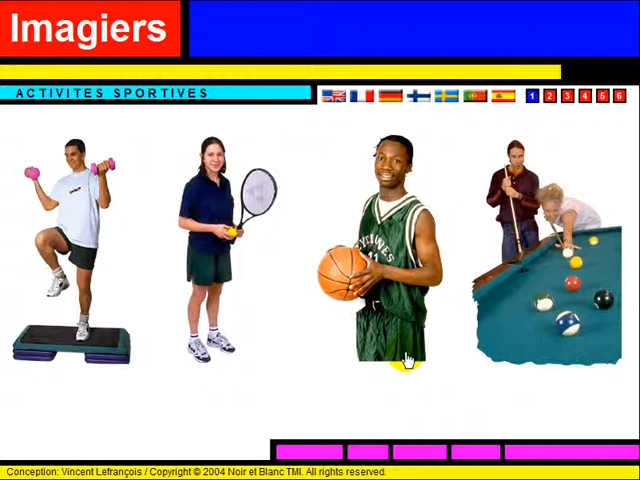 Imagiers
ACTIVITES SPORTIVES
1 2 3 4 5 6
Conception: Vincent Lefrançois / Copyright © 2004 Noir et Blanc TMI. All rights reserved.